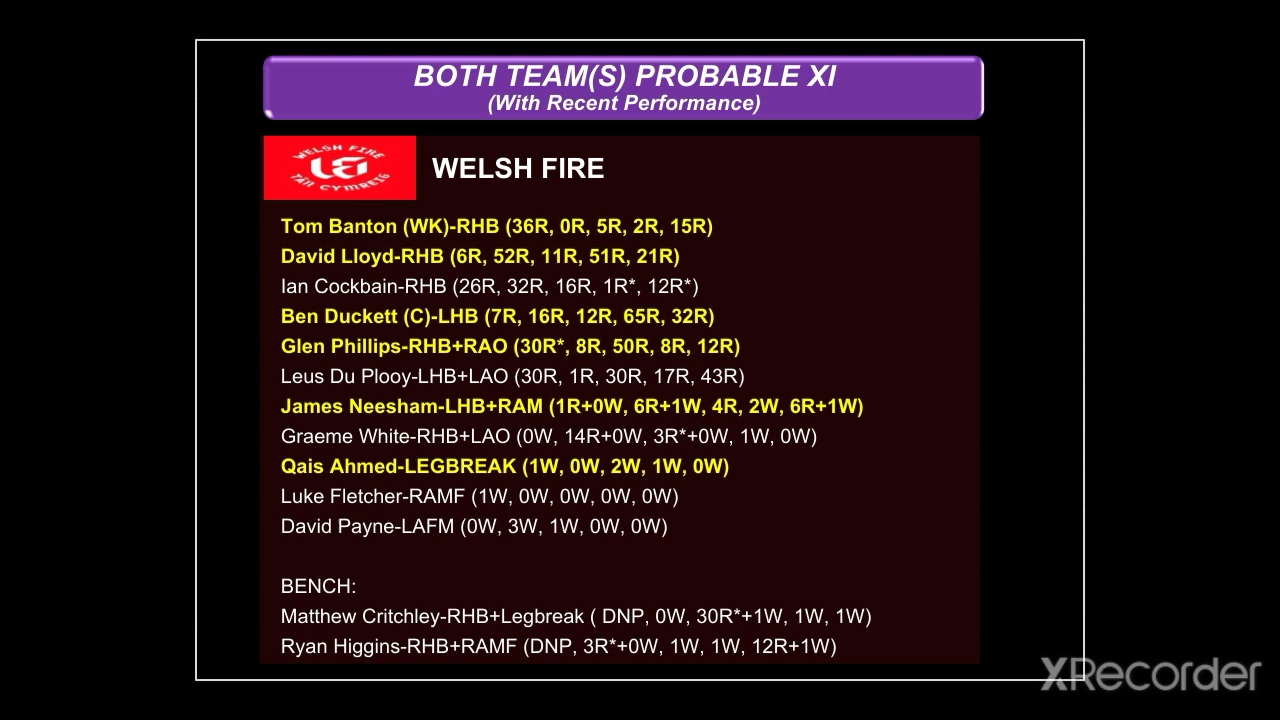 BOTH TEAM(S) PROBABLE XI
(With Recent Performance)
WELSH FIRE
TÂN CYMREIG
WELSH FIRE
Tom Banton (WK)-RHB (36R, 0R, 5R, 2R, 15R)
David Lloyd-RHB (6R, 52R, 11R, 51R, 21R)
Ian Cockbain-RHB (26R, 32R, 16R, 1R*, 12R*)
Ben Duckett (C)-LHB (7R, 16R, 12R, 65R, 32R)
Glen Phillips-RHB+RAO (30R*, 8R, 50R, 8R, 12R)
Leus Du Plooy-LHB+LAO (30R, 1R, 30R, 17R, 43R)
James Neesham-LHB+RAM (1R+0W, 6R+1W, 4R, 2W, 6R+1W)
Graeme White-RHB+LAO (0W, 14R+0W, 3R*+0W, 1W, 0W)
Qais Ahmed-LEGBREAK (1W, 0W, 2W, 1W, 0W)
Luke Fletcher-RAMF (1W, 0W, 0W, 0W, 0W)
David Payne-LAFM (0W, 3W, 1W, 0W, 0W)
BENCH:
Matthew Critchley-RHB+Legbreak ( DNP, 0W, 30R*+1W, 1W, 1W)
Ryan Higgins-RHB+RAMF (DNP, 3R*+0W, 1W, 1W, 12R+1W)
XRecorder